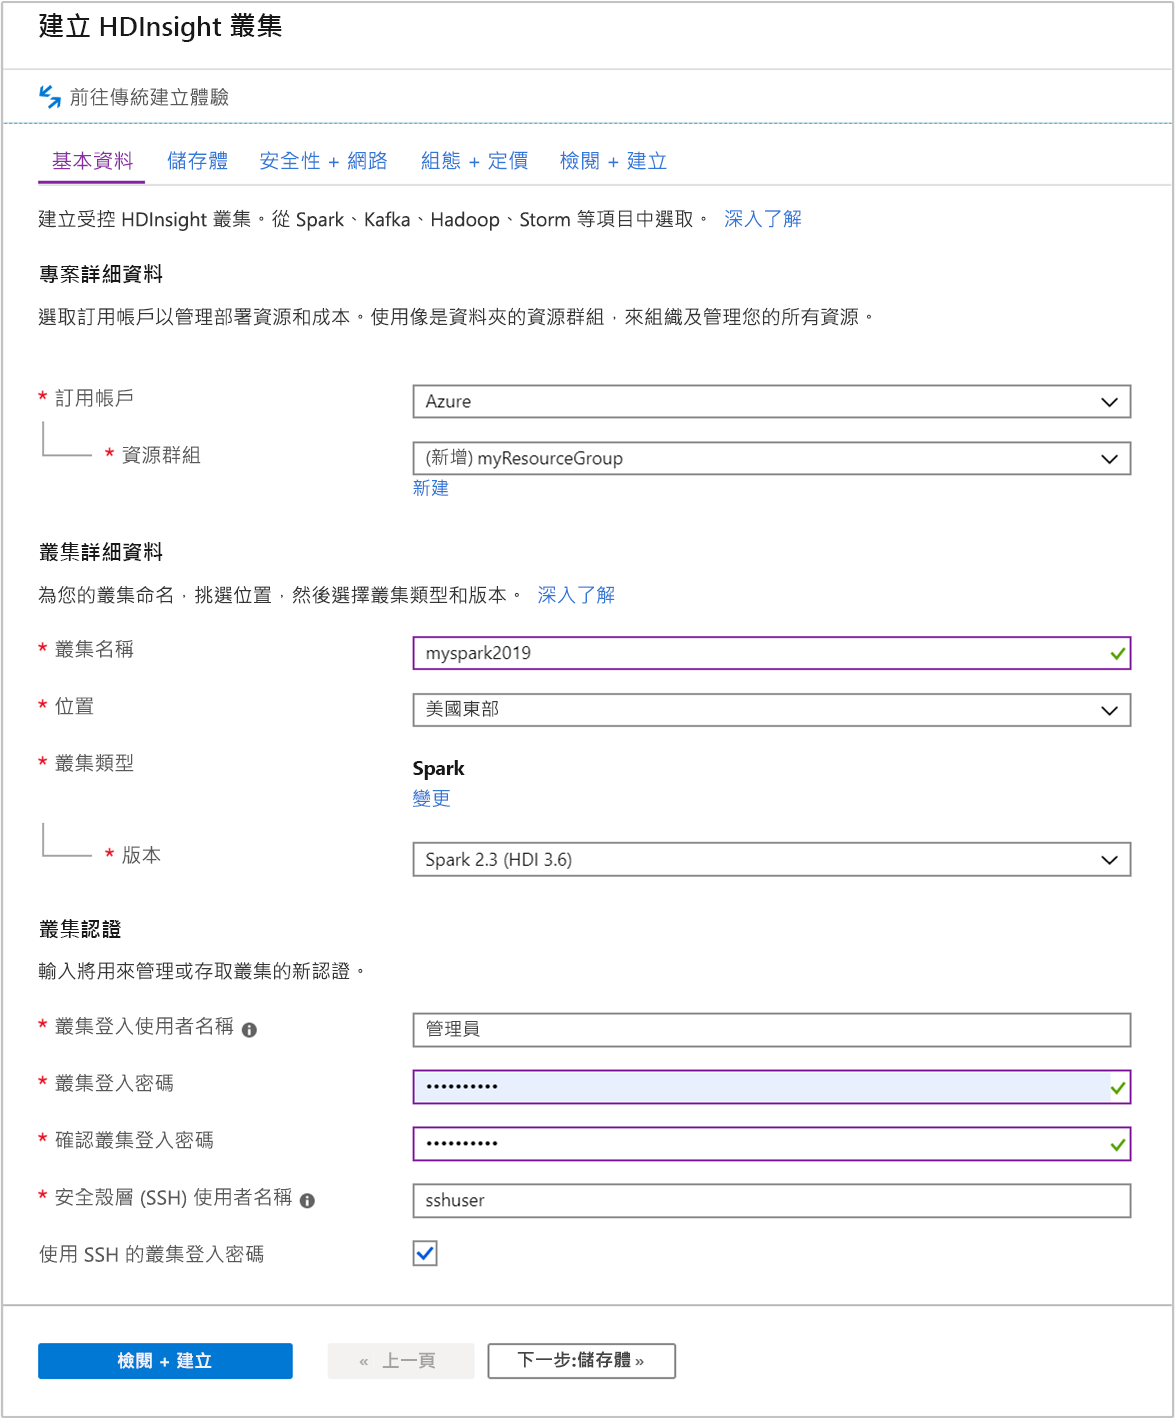 建立 HDInsight 叢集
前往傳統建立體驗
基本資料 儲存體 安全性 + 網路 組態 + 定價 檢閱 + 建立
建立受控 HDInsight 叢集。從 Spark、Kafka、Hadoop、Storm 等項目中選取。 深入了解
專案詳細資料
選取訂用帳戶以管理部署資源和成本。使用像是資料夾的資源群組，來組織及管理您的所有資源。
* 訂用帳戶 Azure
* 資源群組 (新增) myResourceGroup
新建
叢集詳細資料
為您的叢集命名，挑選位置，然後選擇叢集類型和版本。 深入了解
* 叢集名稱 myspark2019
* 位置 美國東部
* 叢集類型 Spark
變更
* 版本 Spark 2.3 (HDI 3.6)
叢集認證
輸入將用來管理或存取叢集的新認證。
* 叢集登入使用者名稱 管理員
* 叢集登入密碼 ••••••••••
* 確認叢集登入密碼 ••••••••••
* 安全殼層 (SSH) 使用者名稱 sshuser
使用 SSH 的叢集登入密碼
檢閱 + 建立 « 上一頁 下一步:儲存體 »